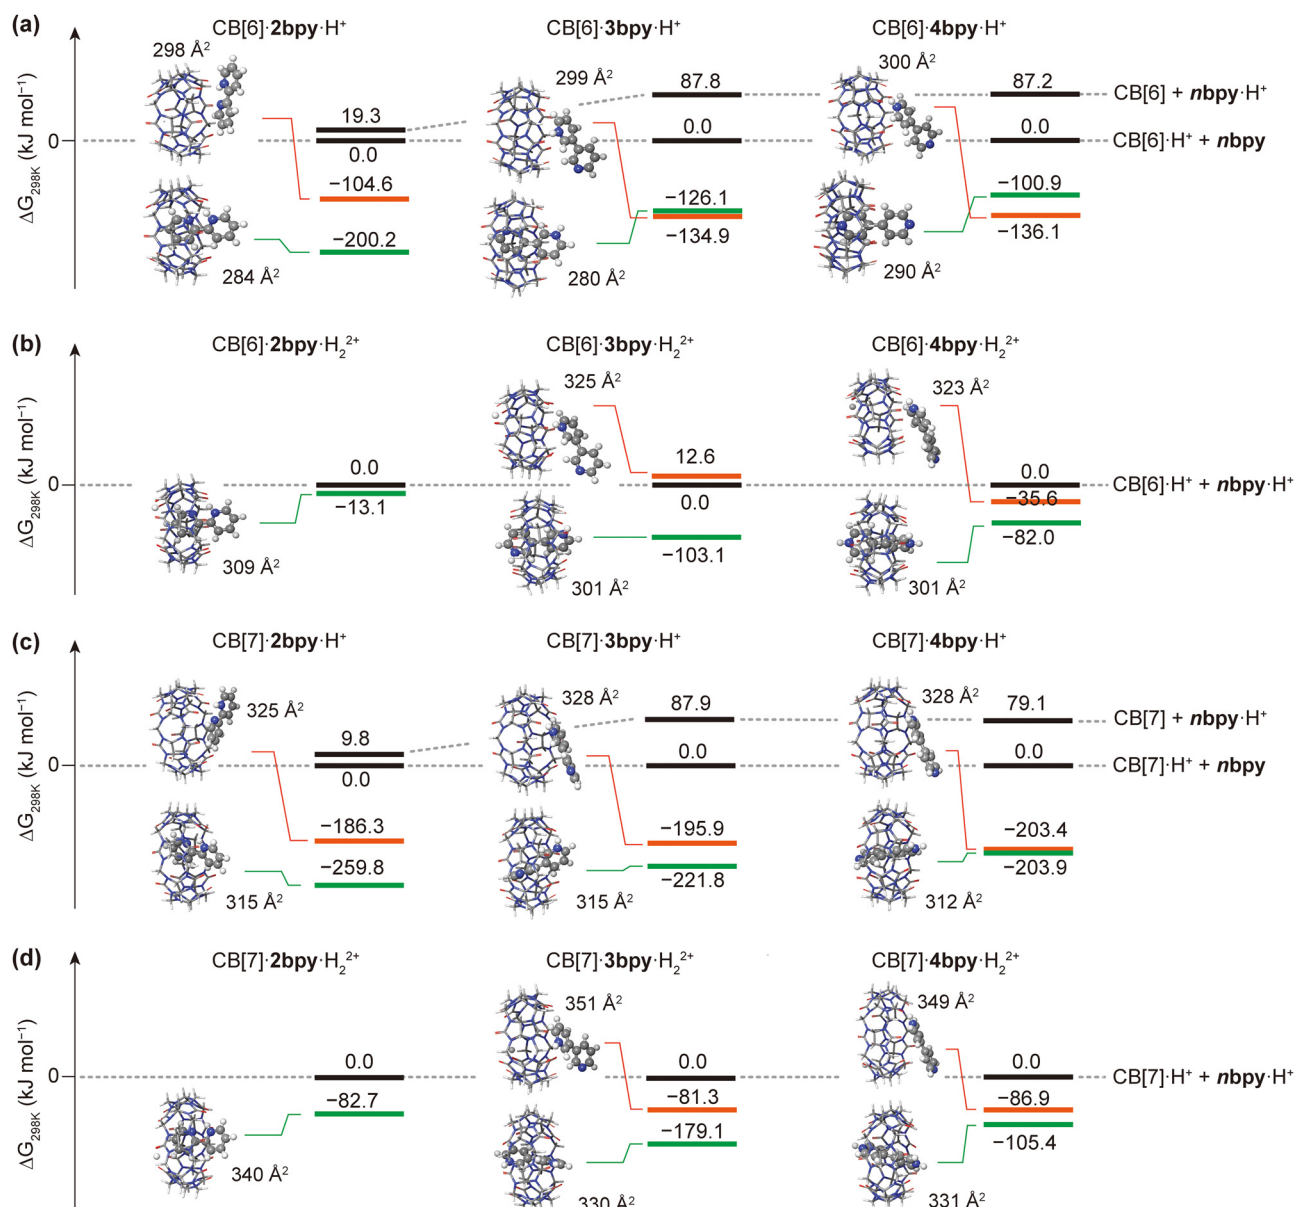 (a)
CB[6]·2bpy·H⁺
CB[6]·3bpy·H⁺
CB[6]·4bpy·H⁺
ΔG₂₉₈K (kJ mol⁻¹)
0
298 Å²
284 Å²
19.3
0.0
−104.6
−200.2
299 Å²
280 Å²
87.8
0.0
−126.1
−134.9
300 Å²
290 Å²
87.2
0.0
−100.9
−136.1
CB[6] + nbpy·H⁺
CB[6]·H⁺ + nbpy
(b)
CB[6]·2bpy·H₂²⁺
CB[6]·3bpy·H₂²⁺
CB[6]·4bpy·H₂²⁺
ΔG₂₉₈K (kJ mol⁻¹)
0
309 Å²
0.0
−13.1
325 Å²
301 Å²
12.6
0.0
−103.1
323 Å²
301 Å²
0.0
−35.6
−82.0
CB[6]·H⁺ + nbpy·H⁺
(c)
CB[7]·2bpy·H⁺
CB[7]·3bpy·H⁺
CB[7]·4bpy·H⁺
ΔG₂₉₈K (kJ mol⁻¹)
0
325 Å²
315 Å²
9.8
0.0
−186.3
−259.8
328 Å²
315 Å²
87.9
0.0
−195.9
−221.8
328 Å²
312 Å²
79.1
0.0
−203.4
−203.9
CB[7] + nbpy·H⁺
CB[7]·H⁺ + nbpy
(d)
CB[7]·2bpy·H₂²⁺
CB[7]·3bpy·H₂²⁺
CB[7]·4bpy·H₂²⁺
ΔG₂₉₈K (kJ mol⁻¹)
0
340 Å²
0.0
−82.7
351 Å²
330 Å²
0.0
−81.3
−179.1
349 Å²
331 Å²
0.0
−86.9
−105.4
CB[7]·H⁺ + nbpy·H⁺